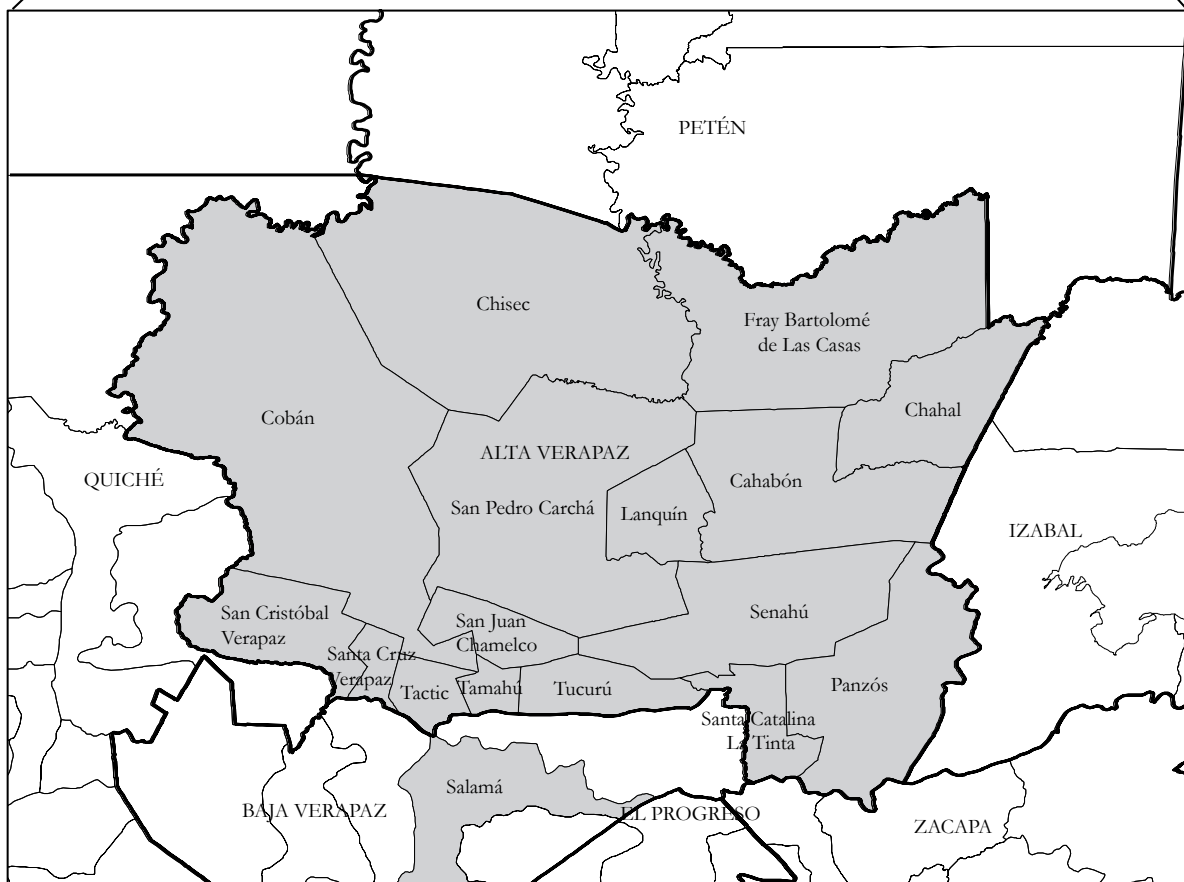 PETÉN
Chisec
Fray Bartolomé
de Las Casas
Chahal
Cobán
ALTA VERAPAZ
QUICHÉ
Cahabón
San Pedro Carchá
Lanquín
IZABAL
San Cristóbal
Verapaz
San Juan
Chamelco
Senahú
Santa Cruz
Verapaz
Tactic
Tamahú
Tucurú
Panzós
Santa Catalina
La Tinta
Salamá
BAJA VERAPAZ
EL PROGRESO
ZACAPA